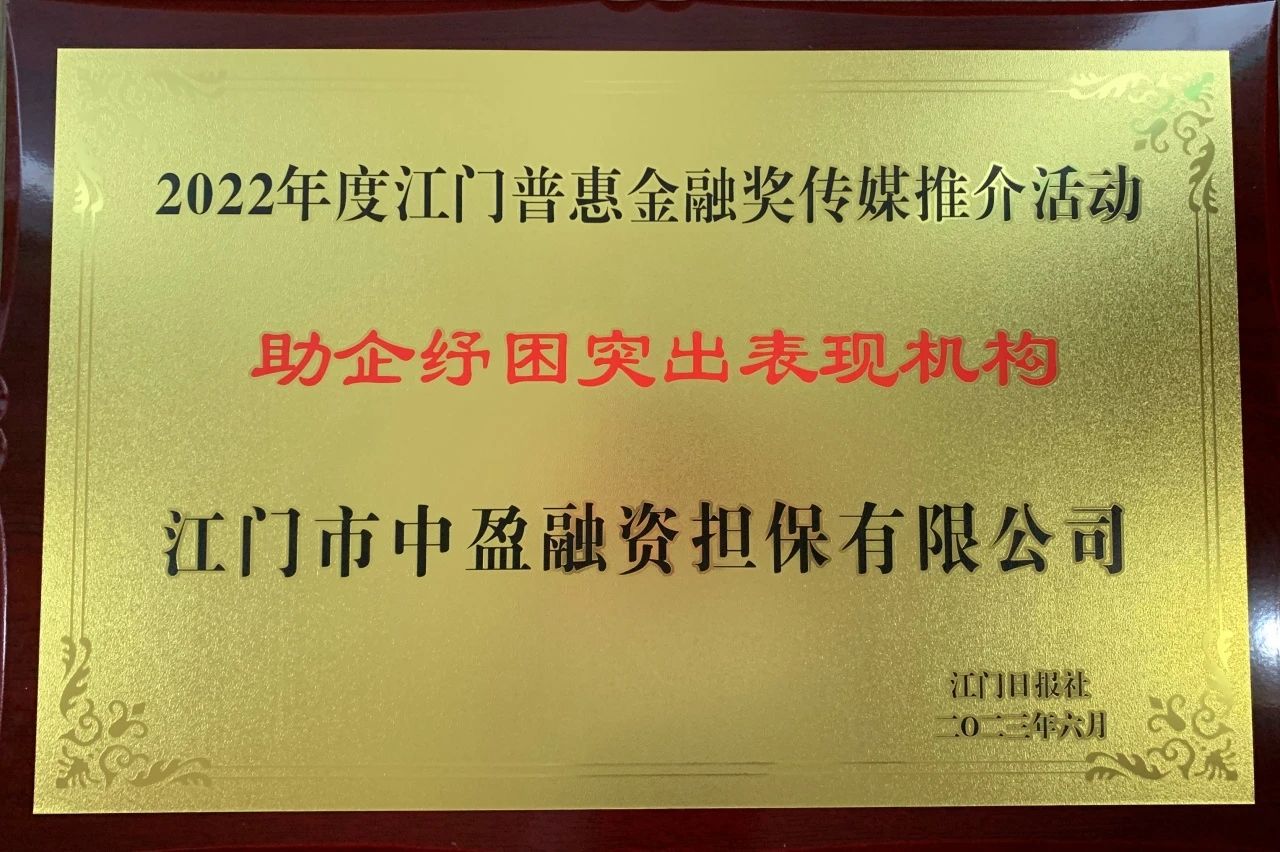 2022年度江门普惠金融奖传媒推介活动
助企纾困突出表现机构
江门市中盈融资担保有限公司
江门日报社
二〇二三年六月